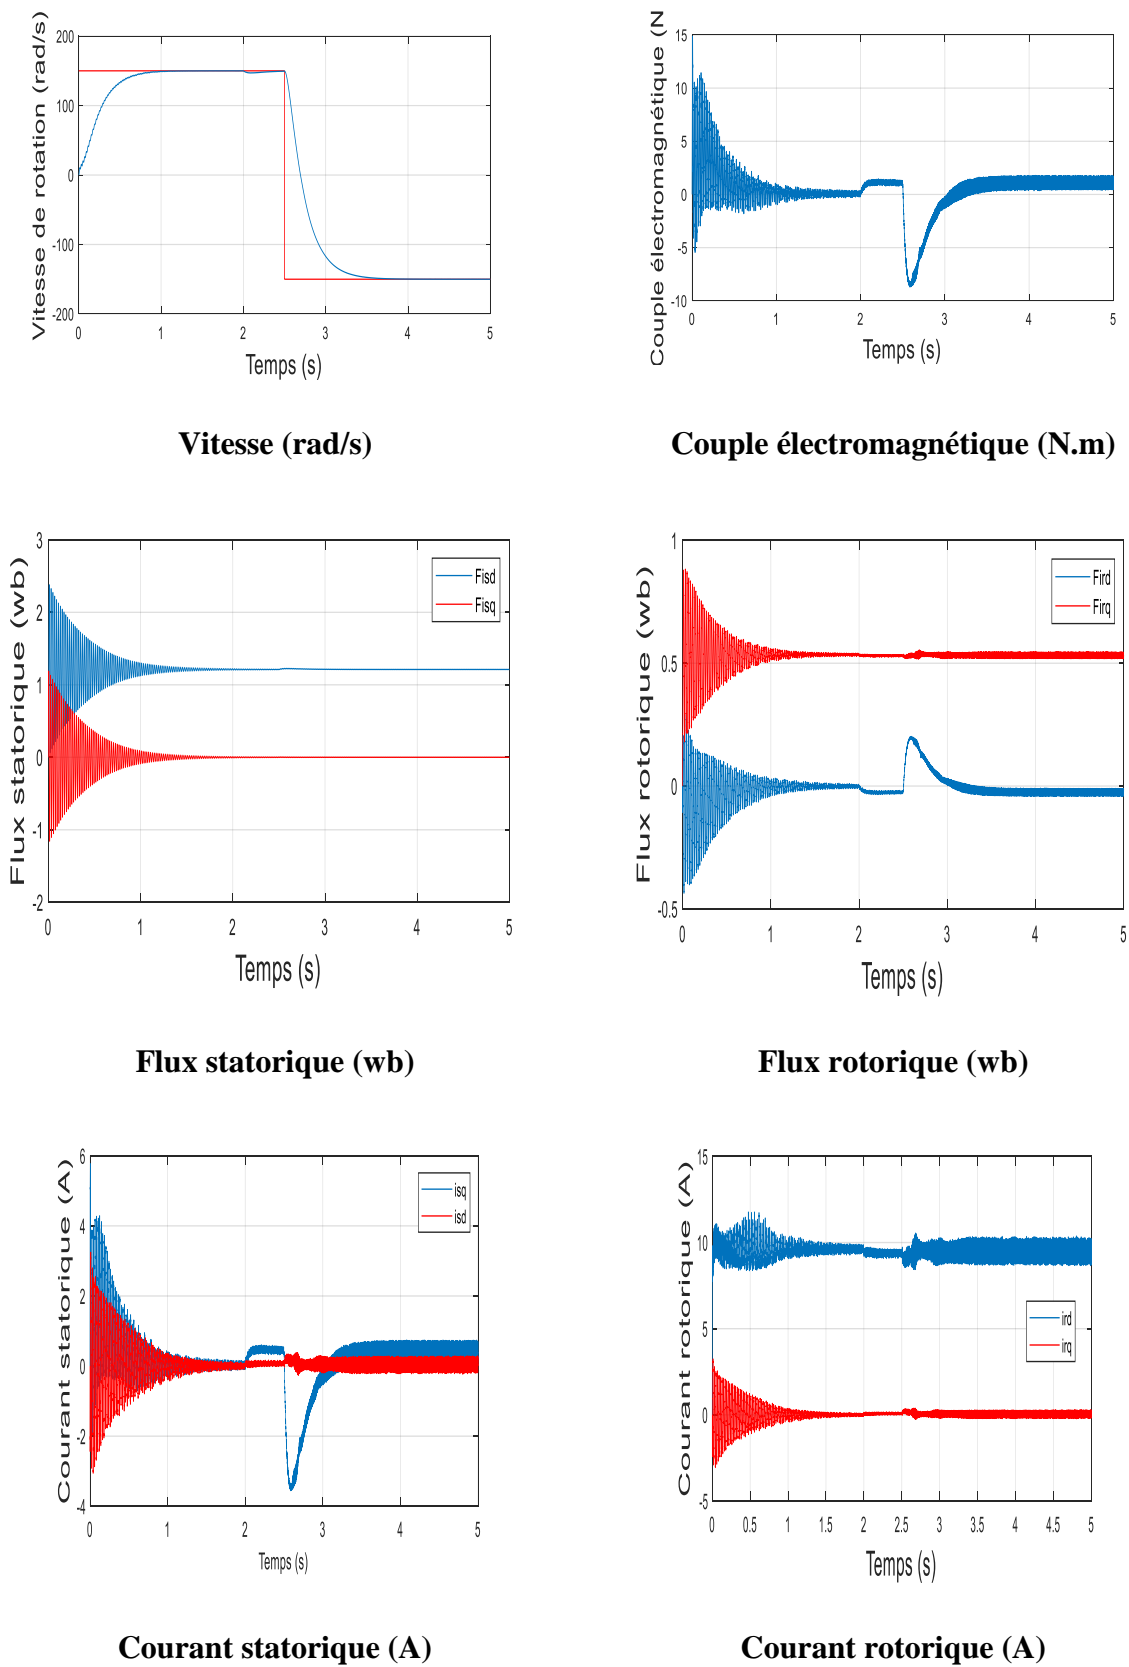 Vitesse de rotation (rad/s)
200
100
0
-100
-200
0 1 2 3 4 5
Temps (s)
Vitesse (rad/s)
Couple électromagnétique (N
15
10
5
0
-5
-10
0 1 2 3 4 5
Temps (s)
Couple électromagnétique (N.m)
Flux statorique (wb)
3
2
1
0
-1
-2
0 1 2 3 4 5
Fisd
Fisq
Temps (s)
Flux statorique (wb)
Flux rotorique (wb)
1
0.5
0
-0.5
0 1 2 3 4 5
Fird
Firq
Temps (s)
Flux rotorique (wb)
Courant statorique (A)
6
4
2
0
-2
-4
0 1 2 3 4 5
isq
isd
Temps (s)
Courant statorique (A)
Courant rotorique (A)
15
10
5
0
-5
0 0.5 1 1.5 2 2.5 3 3.5 4 4.5 5
ird
irq
Temps (s)
Courant rotorique (A)